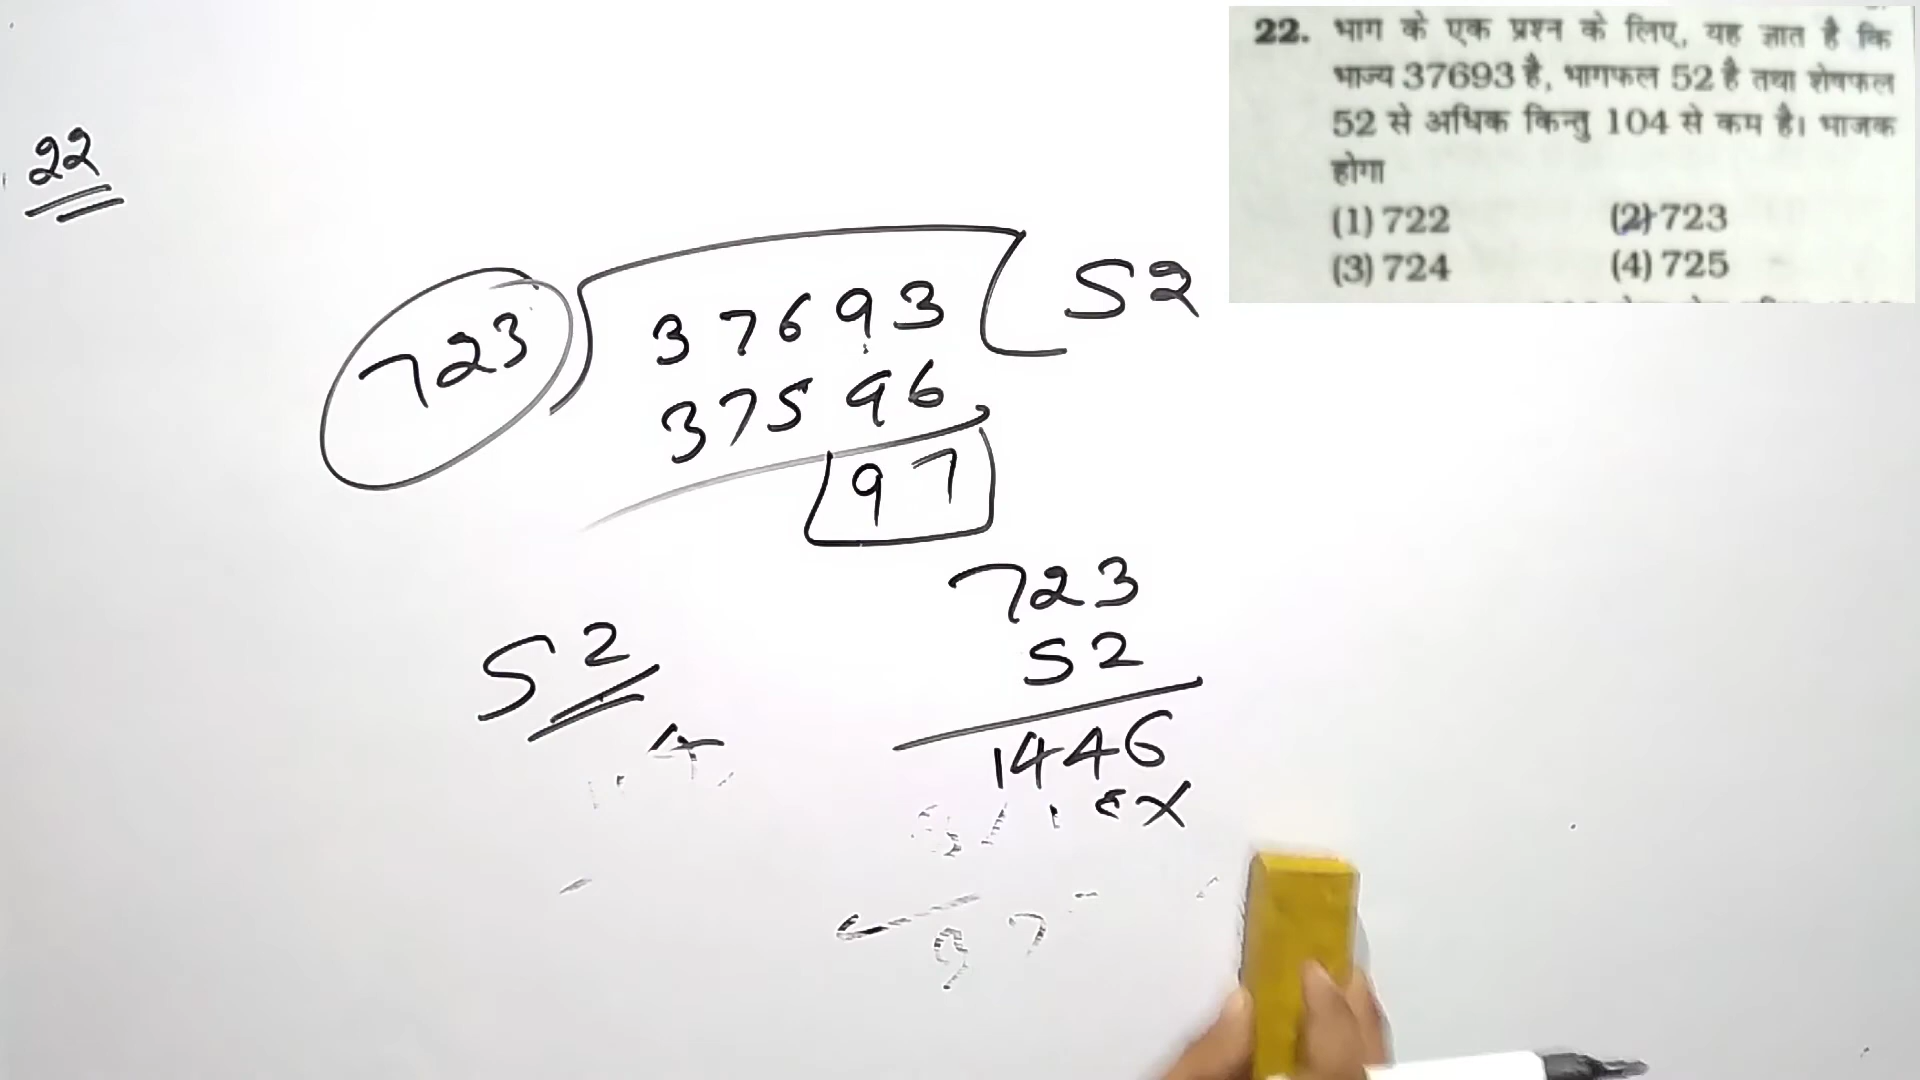 22. भाग के एक प्रश्न के लिए, यह ज्ञात है कि
भाज्य 37693 है, भागफल 52 है तथा शेषफल
52 से अधिक किन्तु 104 से कम है। भाजक
होगा
(1) 722 (2) 723
(3) 724 (4) 725
22
723 37693 52
37596
97
52
723
52
1446